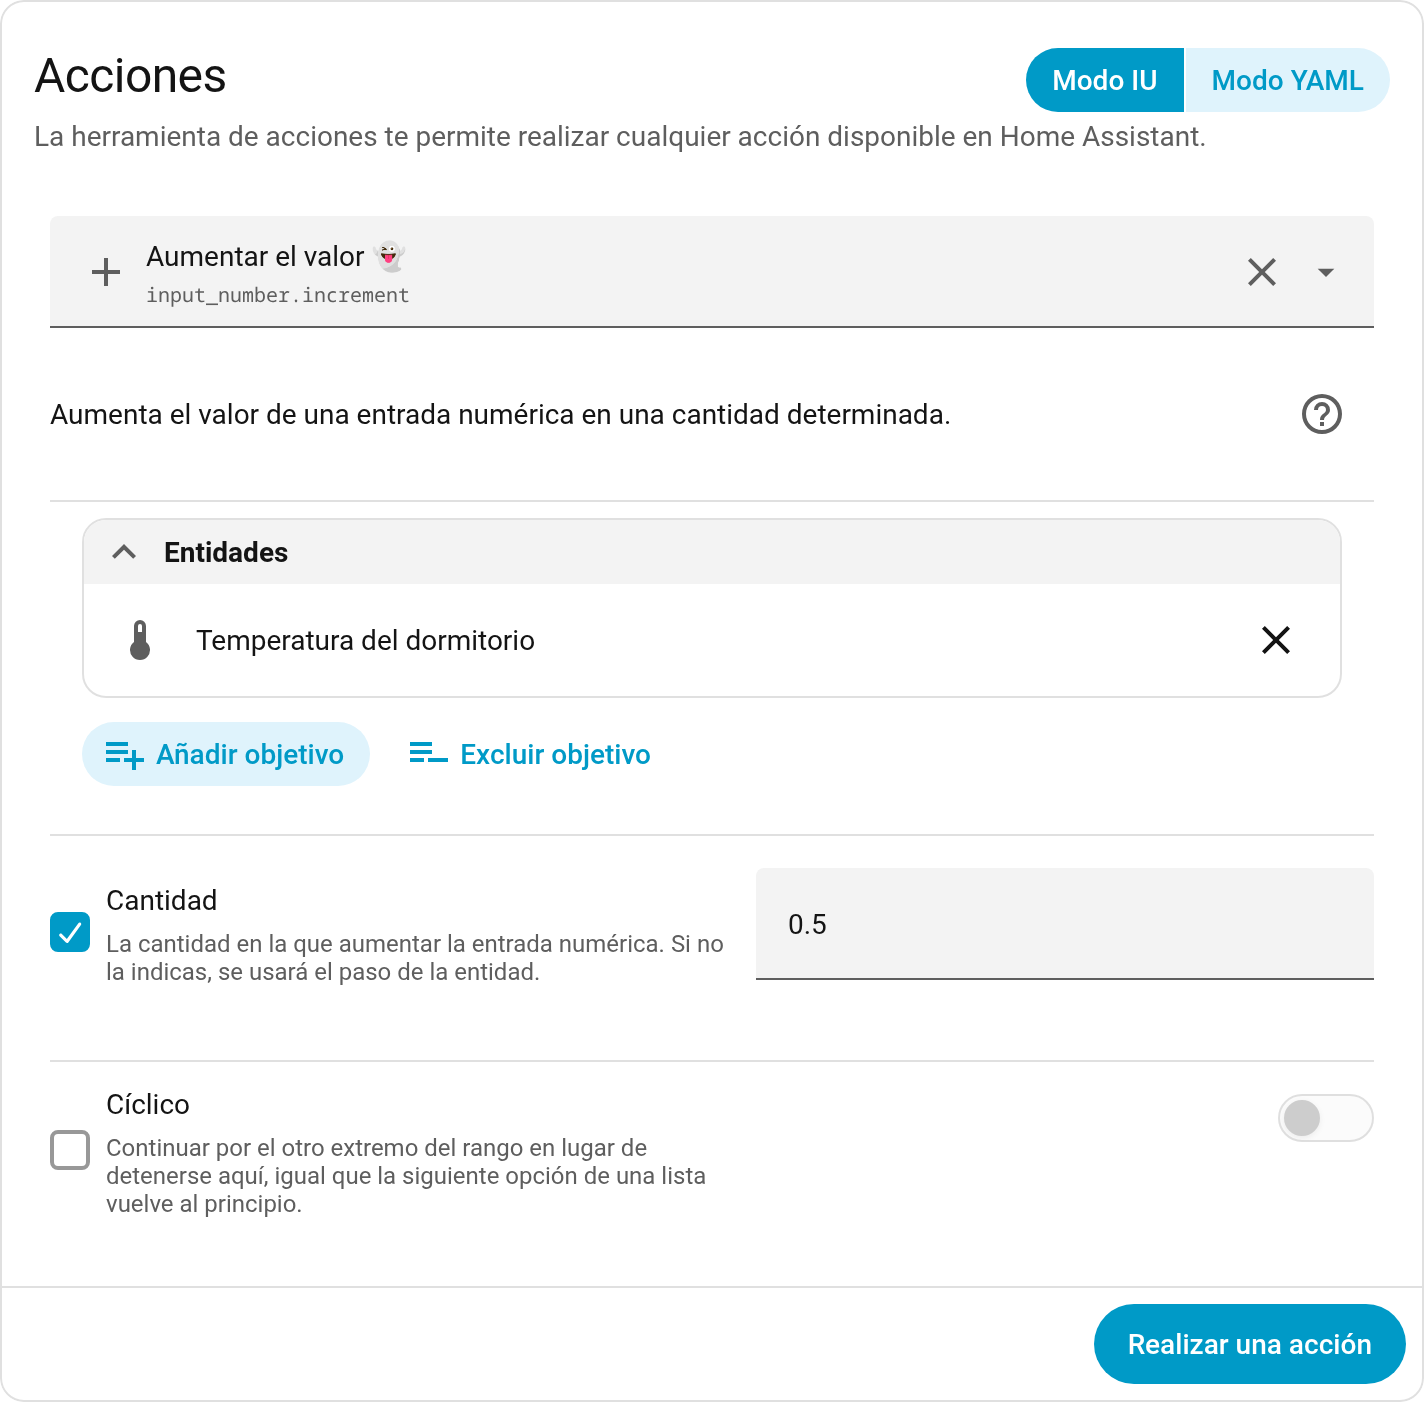 Acciones
Modo IU
Modo YAML
La herramienta de acciones te permite realizar cualquier acción disponible en Home Assistant.
Aumentar el valor 👻
input_number.increment
Aumenta el valor de una entrada numérica en una cantidad determinada.
Entidades
Temperatura del dormitorio
Añadir objetivo
Excluir objetivo
Cantidad
La cantidad en la que aumentar la entrada numérica. Si no
la indicas, se usará el paso de la entidad.
0.5
Cíclico
Continuar por el otro extremo del rango en lugar de
detenerse aquí, igual que la siguiente opción de una lista
vuelve al principio.
Realizar una acción